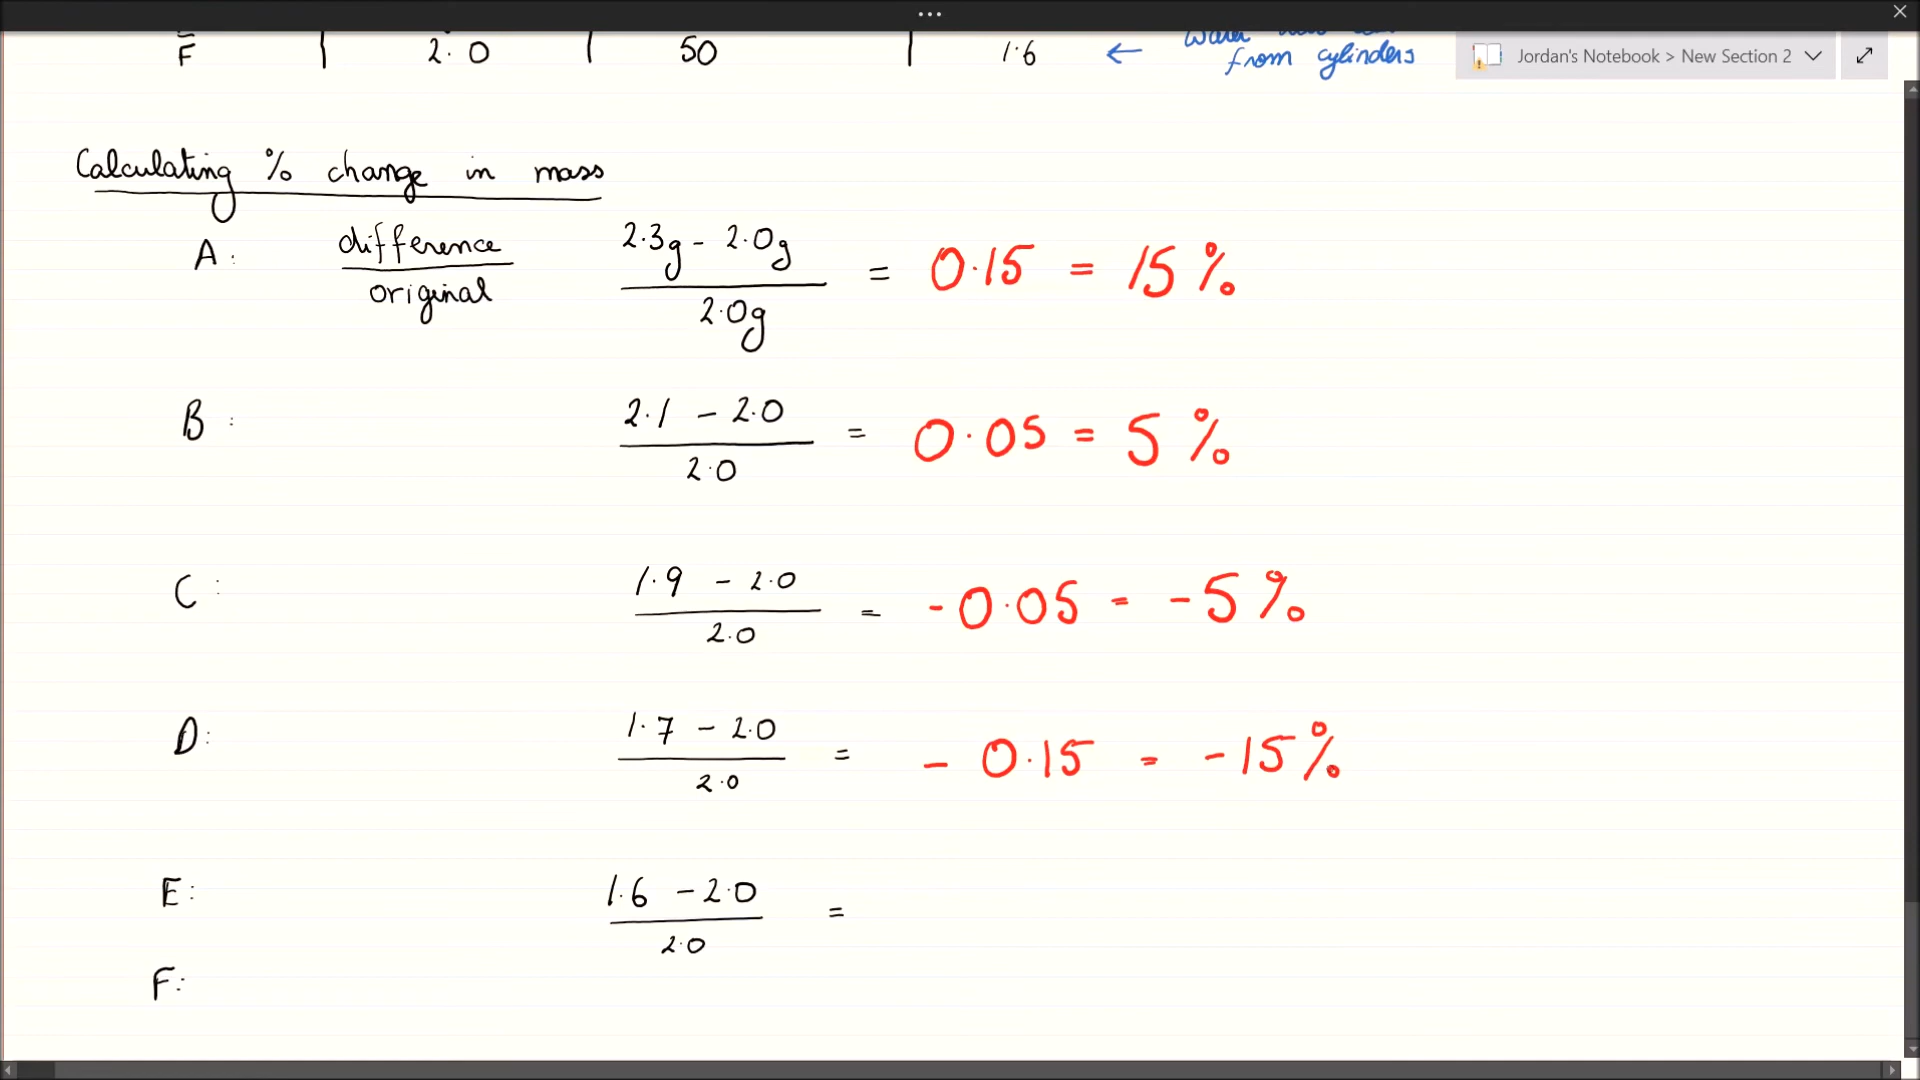 F 2.0 50 1.6 ← from cylinders
Jordan's Notebook > New Section 2
Calculating % change in mass
A: difference / original 2.3g - 2.0g / 2.0g = 0.15 = 15%
B: 2.1 - 2.0 / 2.0 = 0.05 = 5%
C: 1.9 - 2.0 / 2.0 = -0.05 = -5%
D: 1.7 - 2.0 / 2.0 = -0.15 = -15%
E: 1.6 - 2.0 / 2.0 =
F: